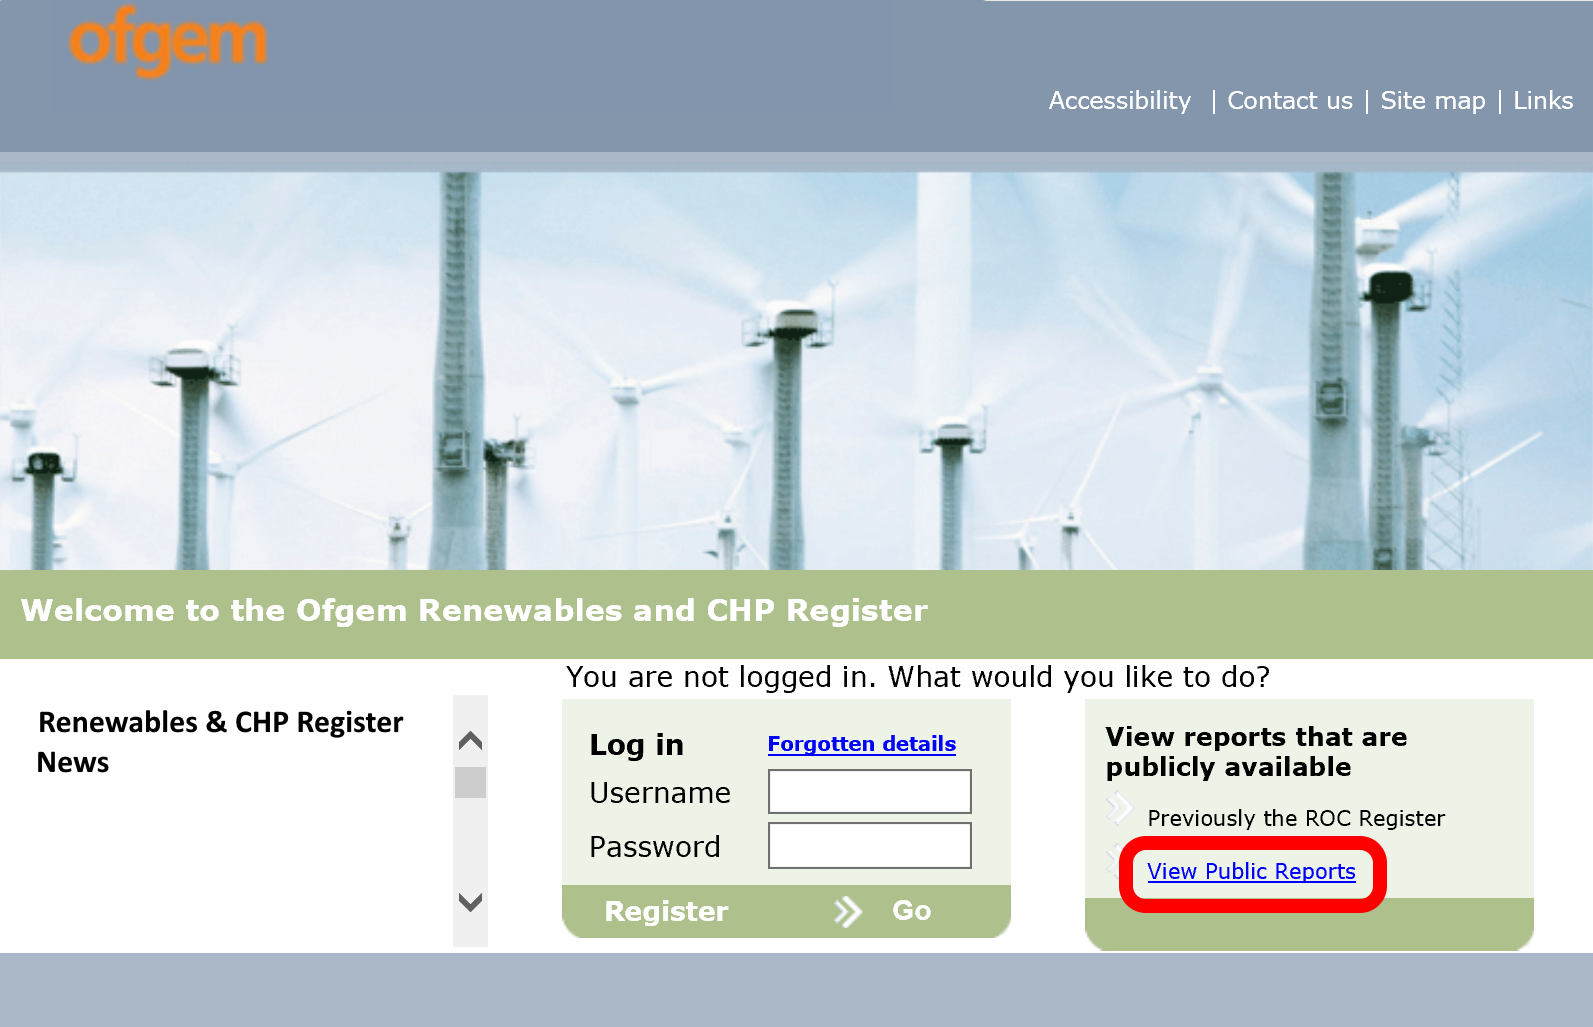 ofgem
Accessibility | Contact us | Site map | Links
Welcome to the Ofgem Renewables and CHP Register
You are not logged in. What would you like to do?
Renewables & CHP Register
News
Log in Forgotten details
Username
Password
Register Go
View reports that are
publicly available
Previously the ROC Register
View Public Reports